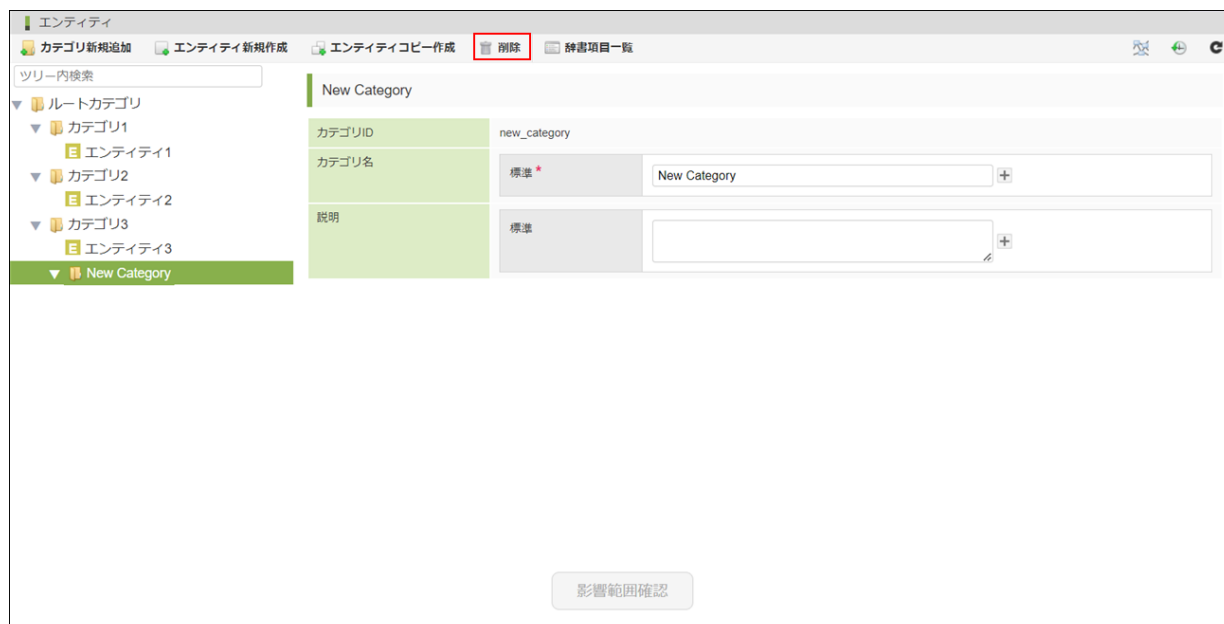 エンティティ
カテゴリ新規追加 エンティティ新規作成 エンティティコピー作成 削除 辞書項目一覧
ツリー内検索
ルートカテゴリ
カテゴリ1
E エンティティ1
カテゴリ2
E エンティティ2
カテゴリ3
E エンティティ3
New Category
New Category
カテゴリID new_category
カテゴリ名 標準 * New Category
説明 標準
影響範囲確認